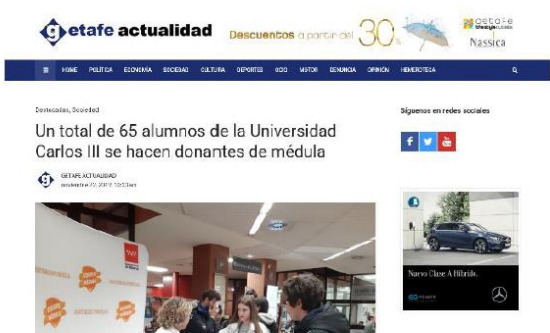 getafe actualidad
Descuentos a partir del 30%
getafe
Nassica
HOME POLÍTICA ECONOMÍA SOCIEDAD CULTURA DEPORTES OCIO MOTOR DENUNCIA OPINIÓN HEMEROTECA
Destacadas, Sociedad
Un total de 65 alumnos de la Universidad
Carlos III se hacen donantes de médula
GETAFE ACTUALIDAD
Síguenos en redes sociales
Nuevo Clase A Híbrido.